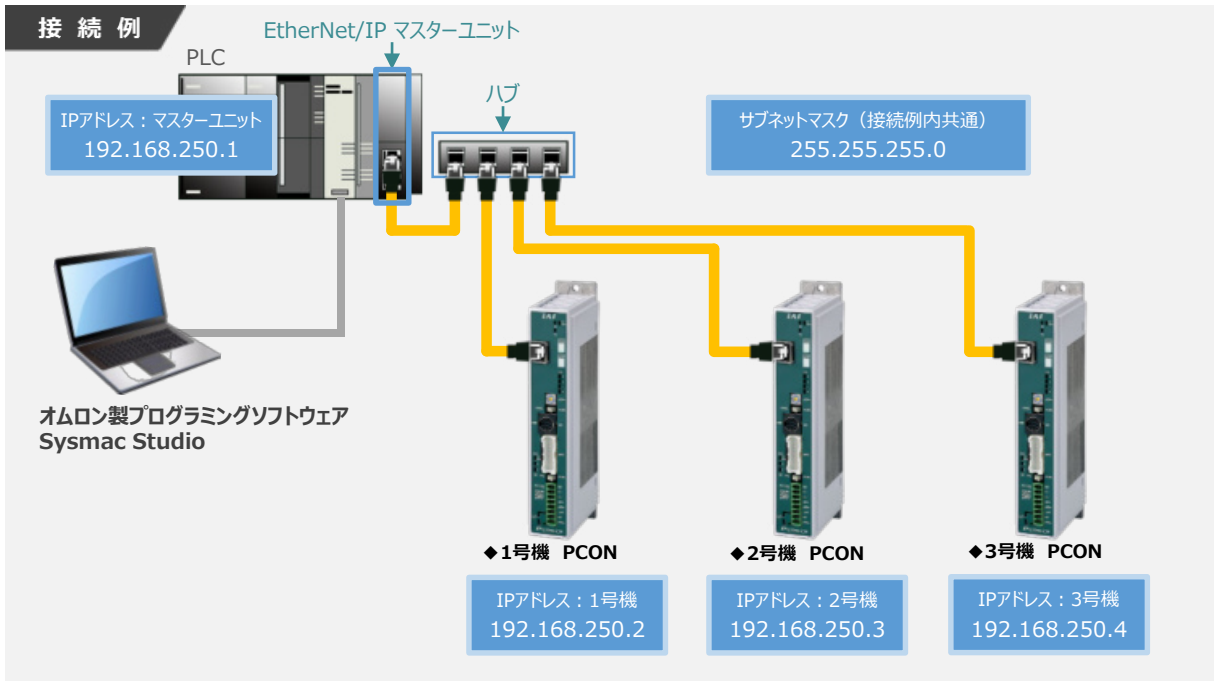 接 続 例
EtherNet/IP マスターユニット
PLC
ハブ
IPアドレス：マスターユニット
192.168.250.1
サブネットマスク（接続例内共通）
255.255.255.0
オムロン製プログラミングソフトウェア
Sysmac Studio
IAI
IAI
IAI
◆1号機 PCON
◆2号機 PCON
◆3号機 PCON
IPアドレス：1号機
192.168.250.2
IPアドレス：2号機
192.168.250.3
IPアドレス：3号機
192.168.250.4